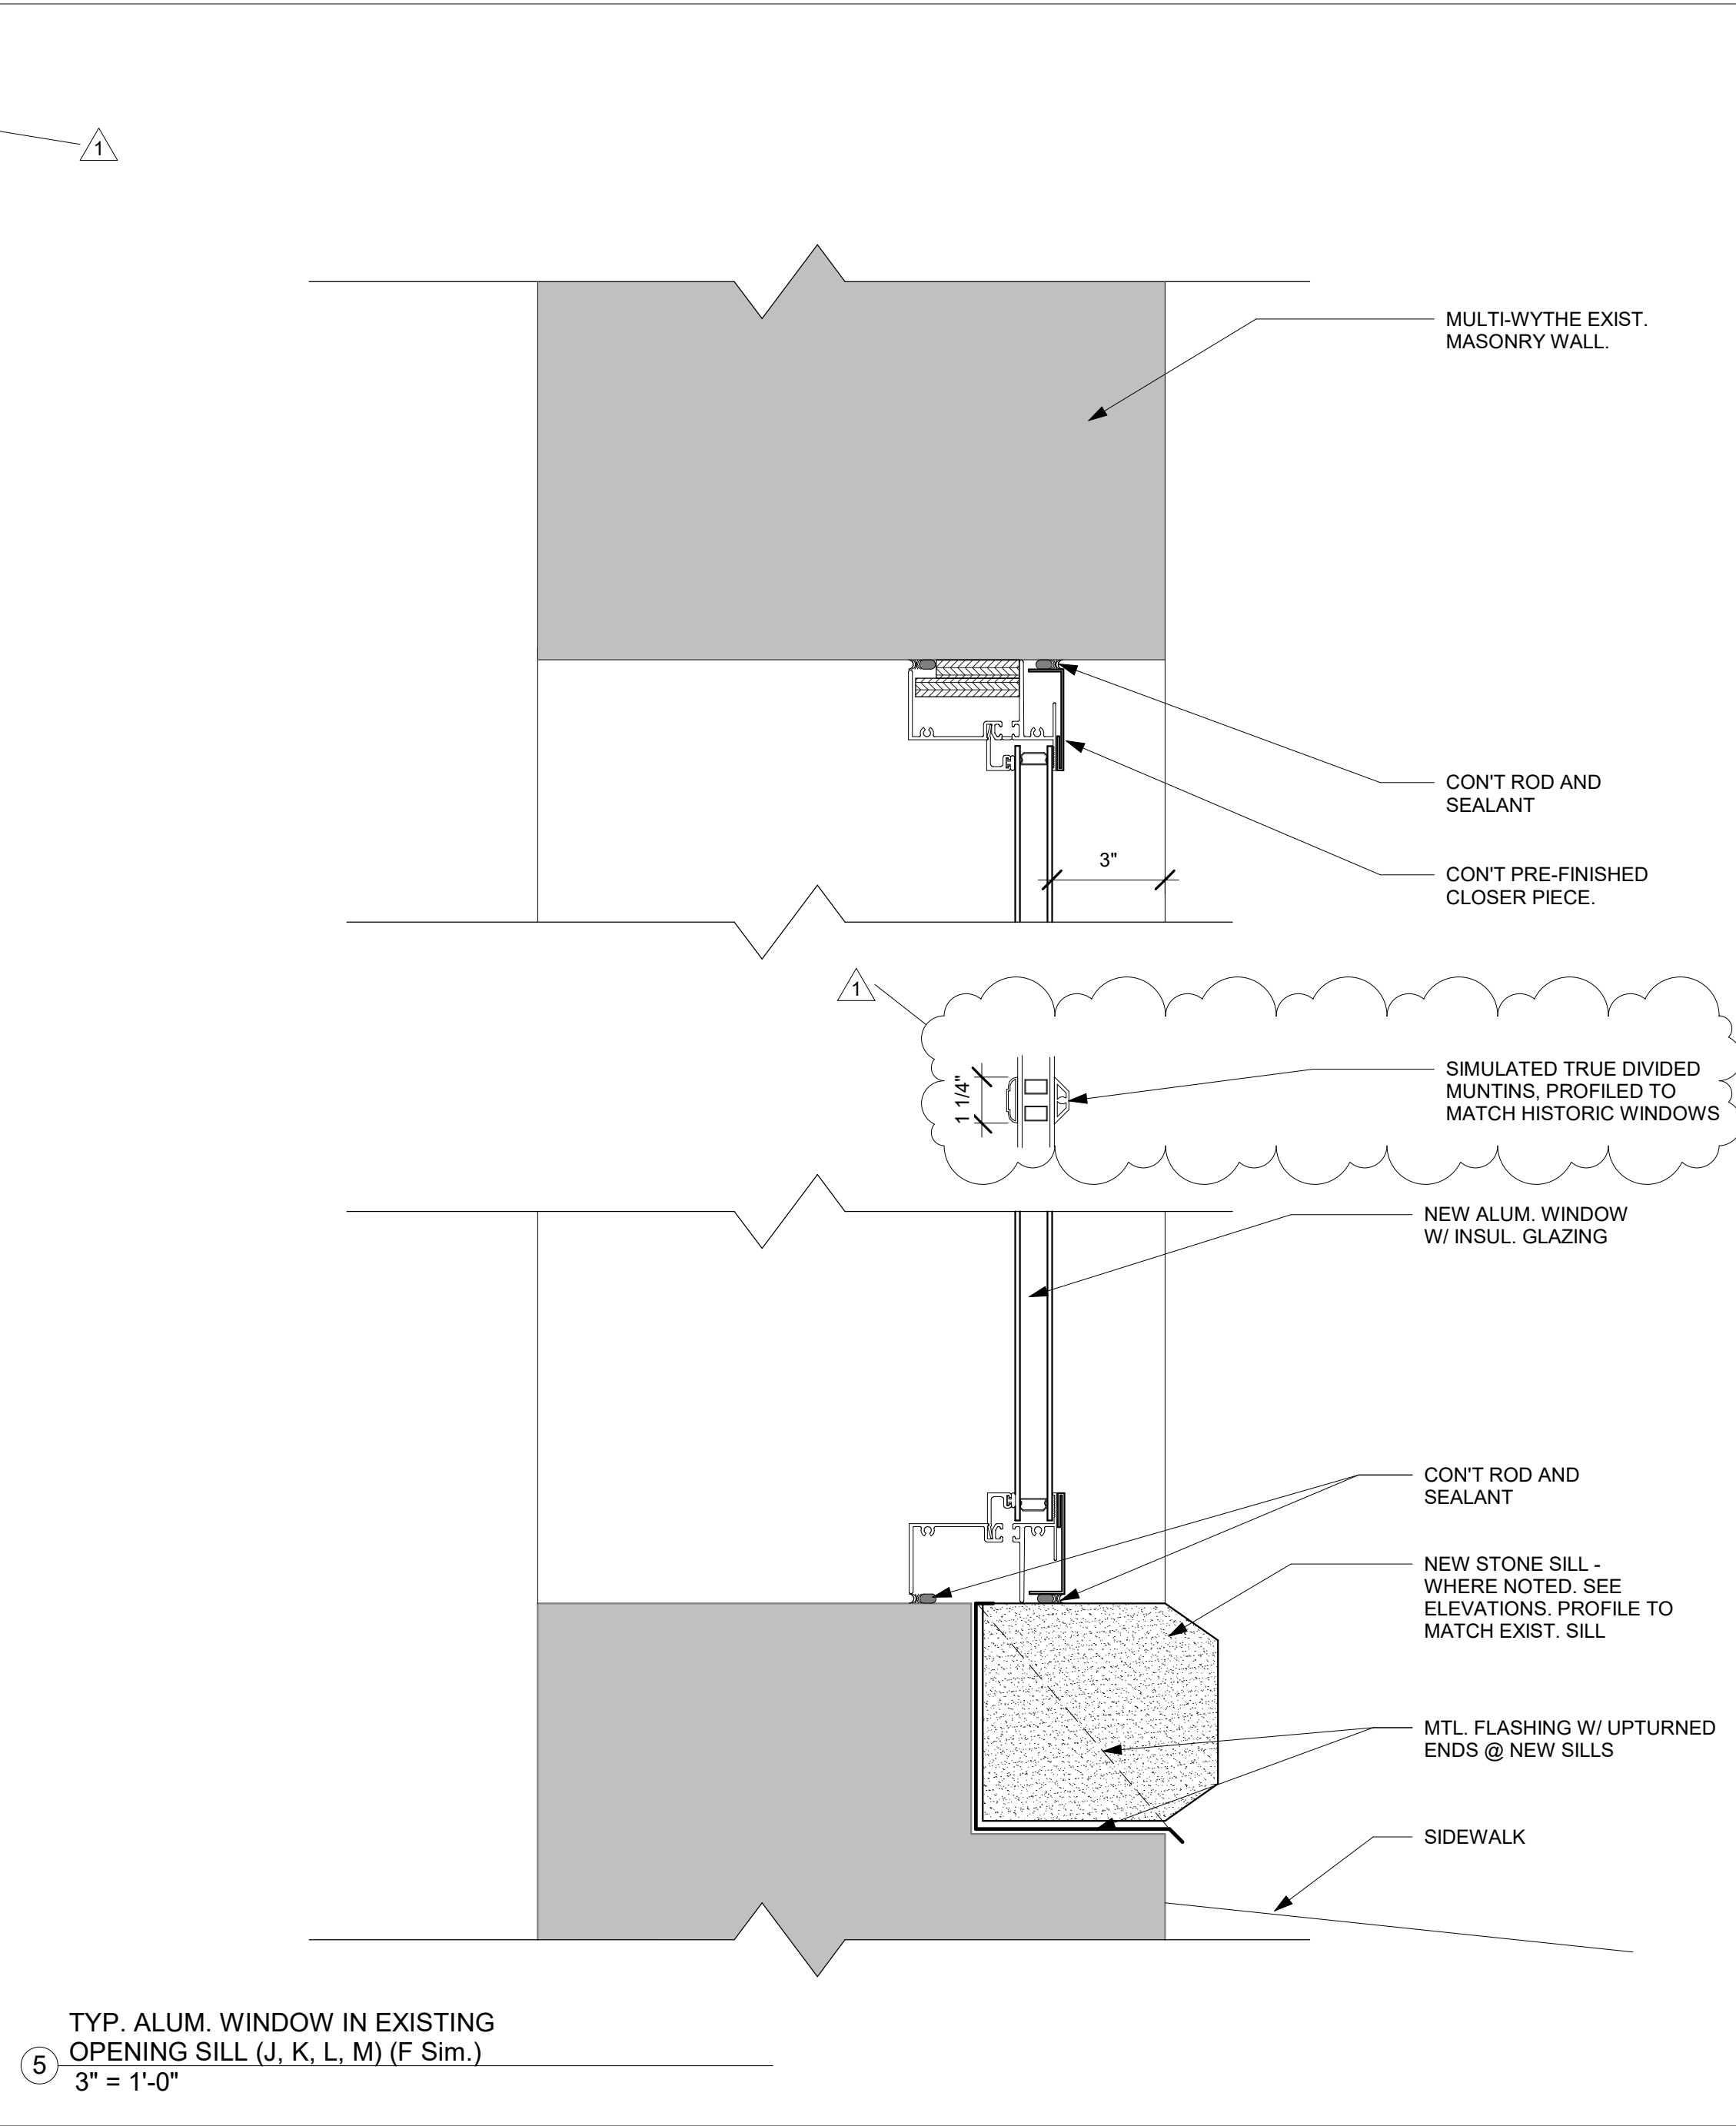 1
MULTI-WYTHE EXIST.
MASONRY WALL.
CON'T ROD AND
SEALANT
3"
CON'T PRE-FINISHED
CLOSER PIECE.
1
1 1/4"
SIMULATED TRUE DIVIDED
MUNTINS, PROFILED TO
MATCH HISTORIC WINDOWS
NEW ALUM. WINDOW
W/ INSUL. GLAZING
CON'T ROD AND
SEALANT
NEW STONE SILL -
WHERE NOTED. SEE
ELEVATIONS. PROFILE TO
MATCH EXIST. SILL
MTL. FLASHING W/ UPTURNED
ENDS @ NEW SILLS
SIDEWALK
TYP. ALUM. WINDOW IN EXISTING
OPENING SILL (J, K, L, M) (F Sim.)
5
3" = 1'-0"